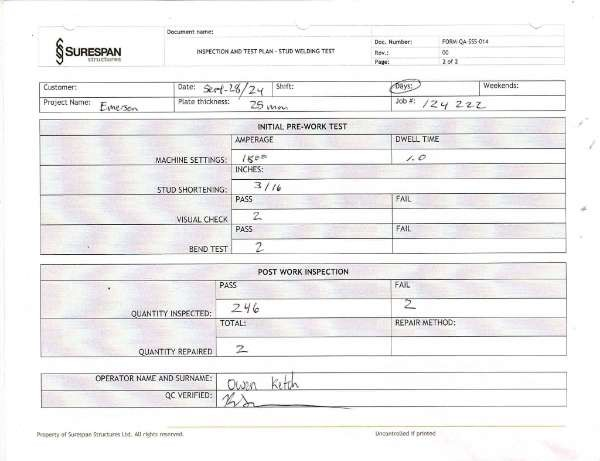 Document name:
SURESPAN
structures
INSPECTION AND TEST PLAN - STUD WELDING TEST
Doc. Number: FORM-QA-SSS-014
Rev.: 00
Page: 2 of 2
Customer: Date: Sept-28/24 Shift: Days: Weekends:
Project Name: Emerson Plate thickness: 25 mm Job #: 124222
INITIAL PRE-WORK TEST
AMPERAGE DWELL TIME
MACHINE SETTINGS: 1800 1.0
INCHES:
STUD SHORTENING: 3/16
PASS FAIL
VISUAL CHECK 2
PASS FAIL
BEND TEST 2
POST WORK INSPECTION
PASS FAIL
QUANTITY INSPECTED: 246 2
TOTAL: REPAIR METHOD:
QUANTITY REPAIRED 2
OPERATOR NAME AND SURNAME: Owen Ketch
QC VERIFIED:
Property of Surespan Structures Ltd. All rights reserved. Uncontrolled if printed